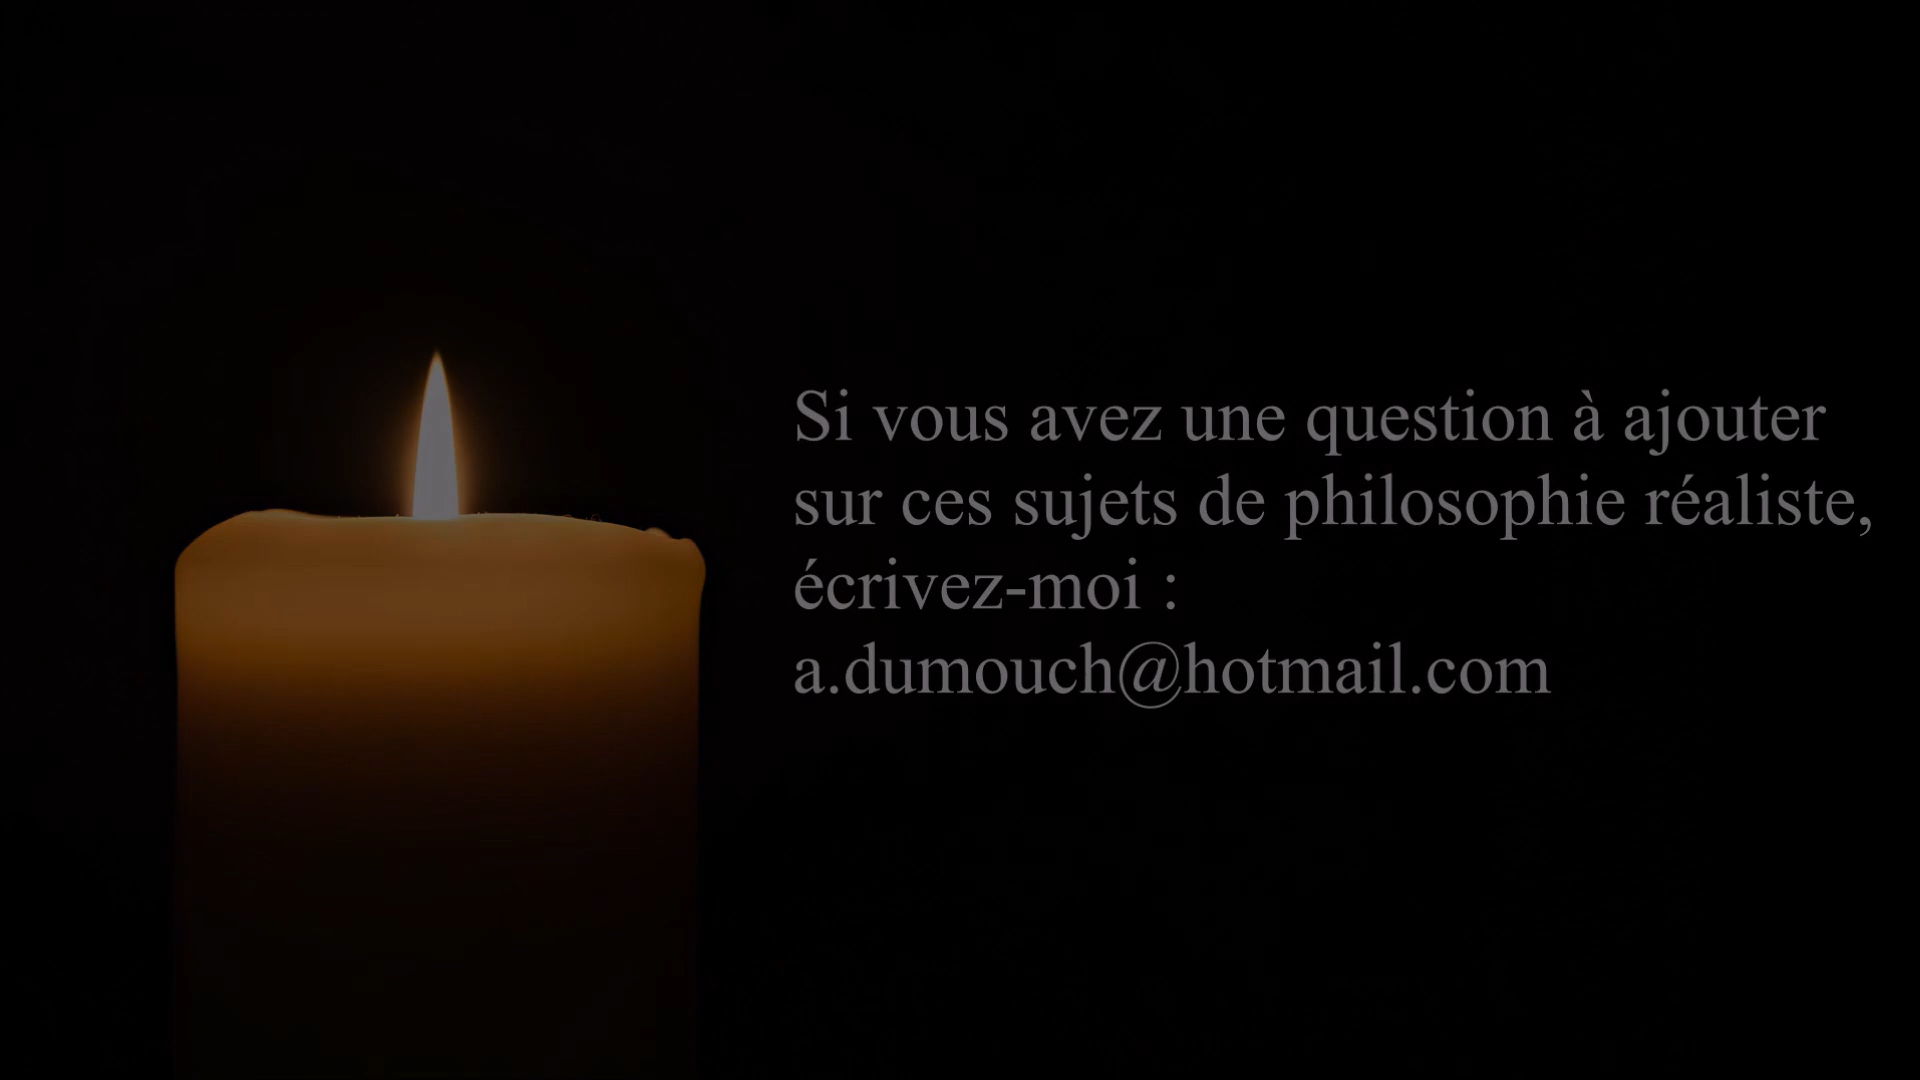 Si vous avez une question à ajouter
sur ces sujets de philosophie réaliste,
écrivez-moi :
a.dumouch@hotmail.com